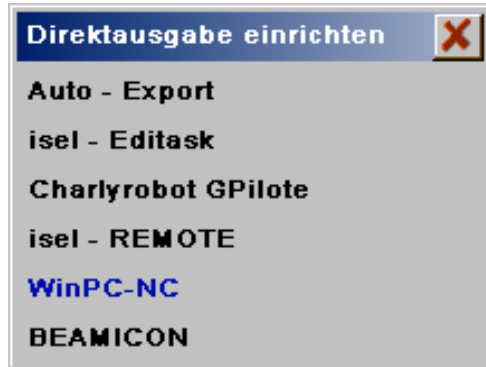 Direktausgabe einrichten
Auto - Export
isel - Editask
Charlyrobot GPilote
isel - REMOTE
WinPC-NC
BEAMICON